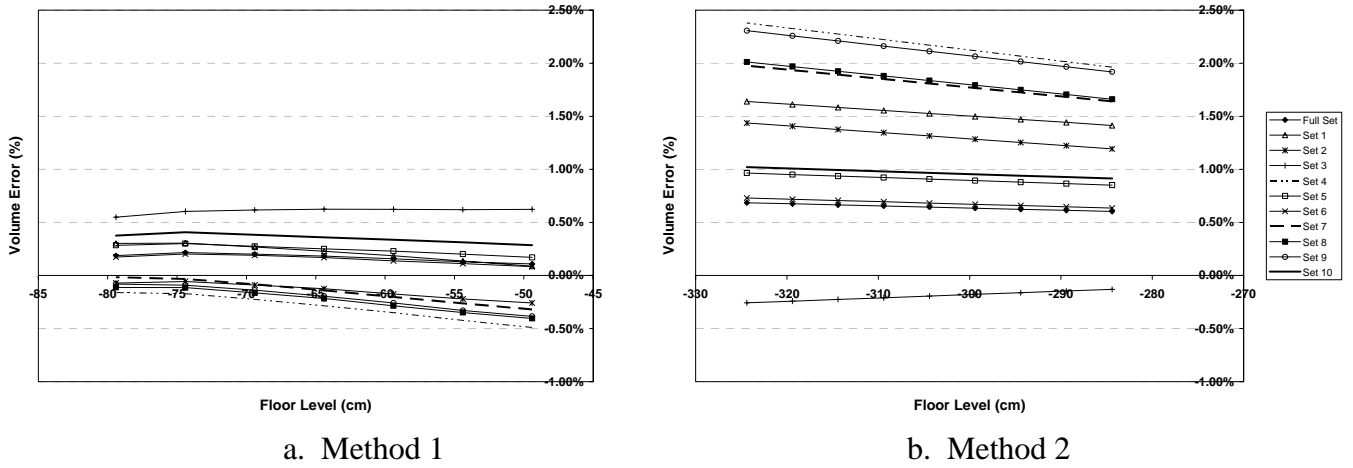 2.50%
2.00%
1.50%
1.00%
0.50%
0.00%
-0.50%
-1.00%
-85
-80
-75
-70
-65
-60
-55
-50
-45
Volume Error (%)
Floor Level (cm)
a. Method 1
2.50%
2.00%
1.50%
1.00%
0.50%
0.00%
-0.50%
-1.00%
-330
-320
-310
-300
-290
-280
-270
Volume Error (%)
Floor Level (cm)
b. Method 2
Full Set
Set 1
Set 2
Set 3
Set 4
Set 5
Set 6
Set 7
Set 8
Set 9
Set 10